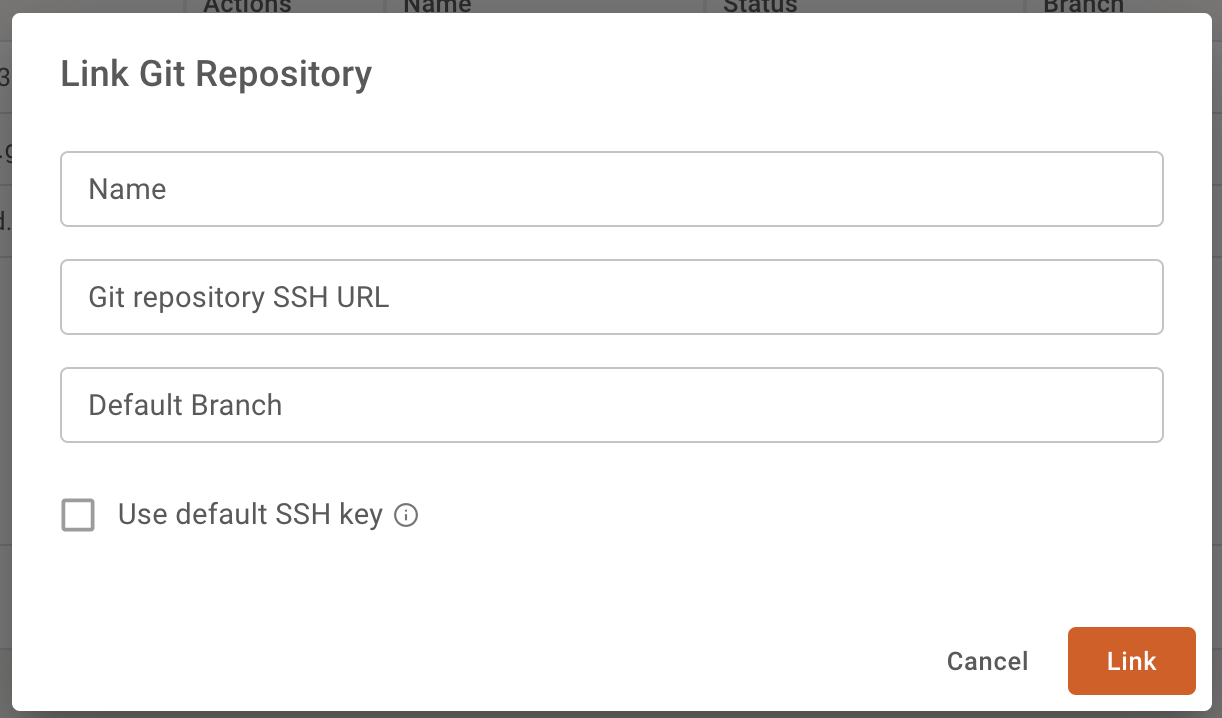 Actions Name Status Branch
Link Git Repository
Name
Git repository SSH URL
Default Branch
Use default SSH key
Cancel Link